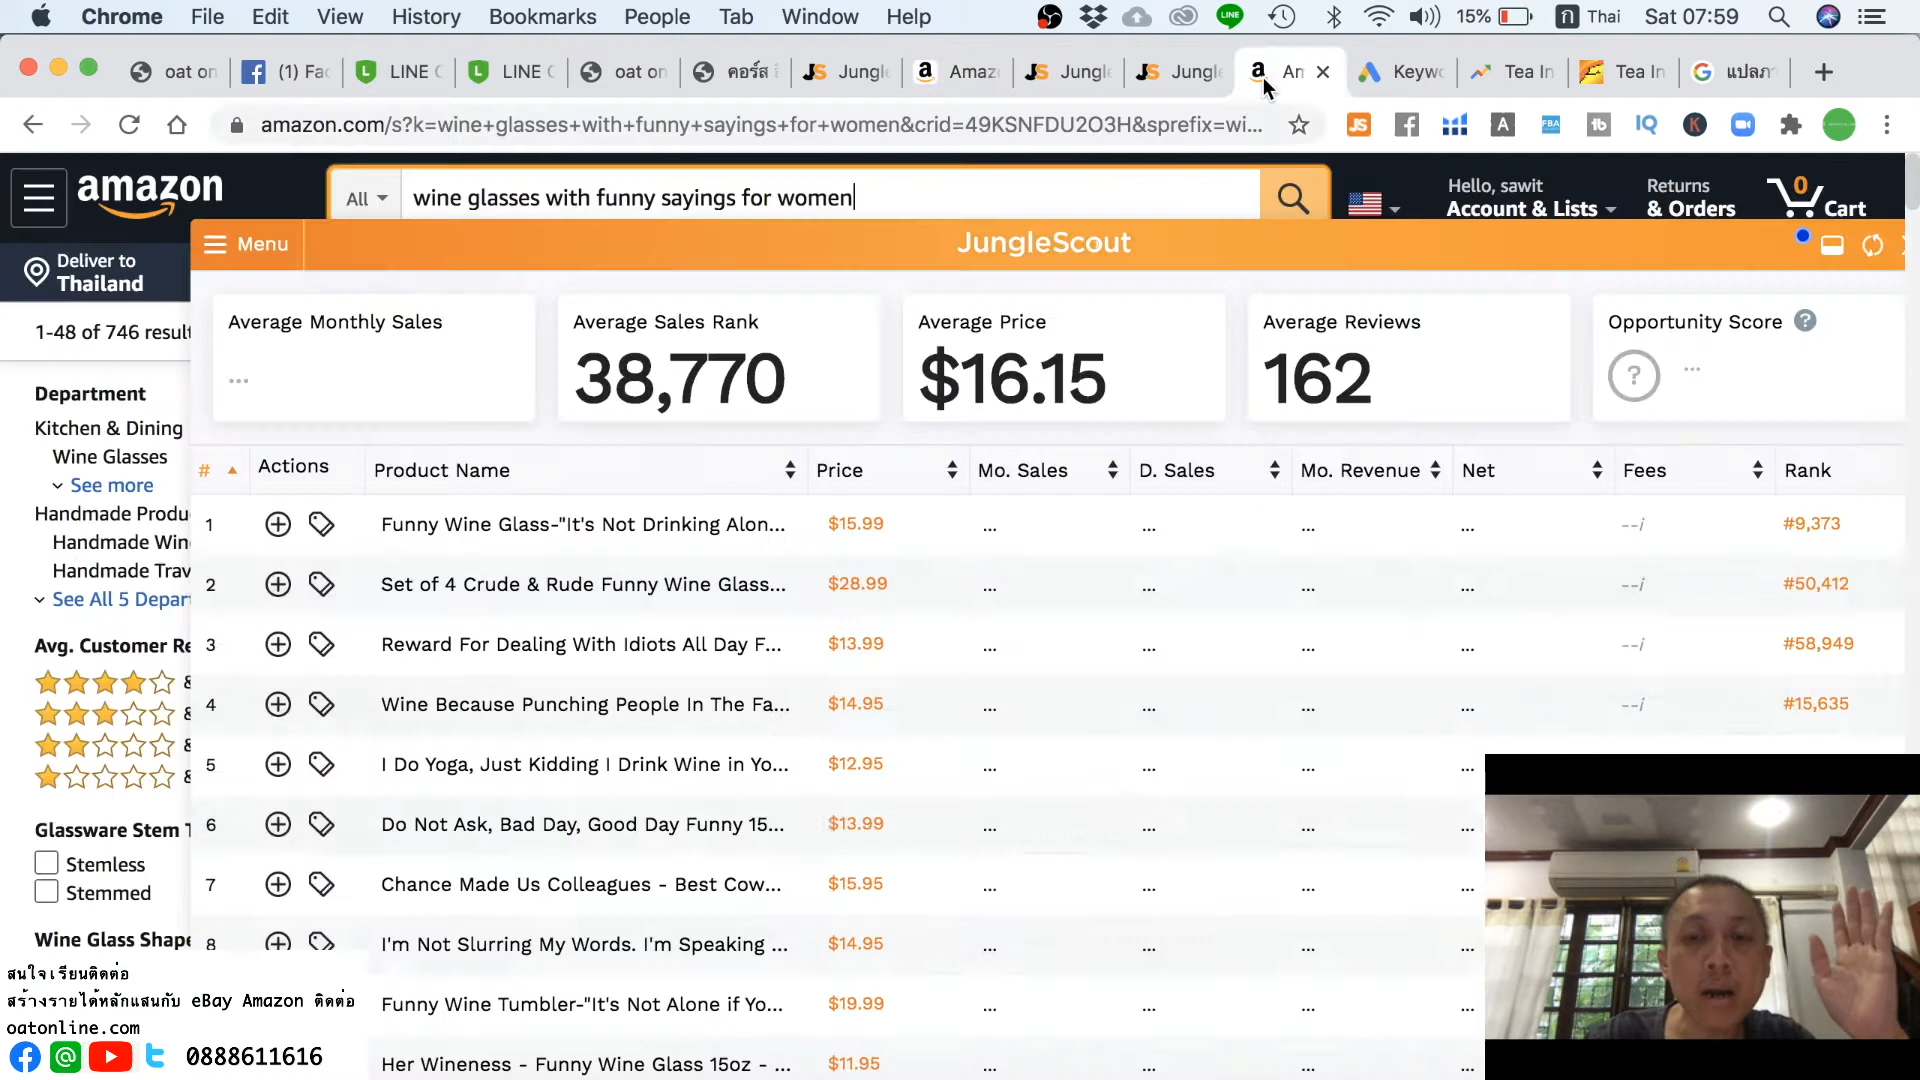 Chrome File Edit View History Bookmarks People Tab Window Help LINE 15% ก Thai Sat 07:59
oat on (1) Fac LINE C LINE C oat on คอร์ส Jungle Amaz Jungle Jungle Am Keywo Tea In Tea In แปลภา
amazon.com/s?k=wine+glasses+with+funny+sayings+for+women&crid=49KSNFDU2O3H&sprefix=wi...
amazon All wine glasses with funny sayings for women Hello, sawit Account & Lists Returns & Orders 0 Cart
Deliver to
Thailand
Menu JungleScout
1-48 of 746 result
Average Monthly Sales Average Sales Rank Average Price Average Reviews Opportunity Score ?
... 38,770 $16.15 162 ? ...
Department
Kitchen & Dining
Wine Glasses
See more
Handmade Produ
Handmade Win
Handmade Trav
See All 5 Depar
Avg. Customer Re
&
&
&
&
Glassware Stem T
Stemless
Stemmed
Wine Glass Shape
# Actions Product Name Price Mo. Sales D. Sales Mo. Revenue Net Fees Rank
1 Funny Wine Glass-"It's Not Drinking Alon... $15.99 ... ... ... ... --i #9,373
2 Set of 4 Crude & Rude Funny Wine Glass... $28.99 ... ... ... ... --i #50,412
3 Reward For Dealing With Idiots All Day F... $13.99 ... ... ... ... --i #58,949
4 Wine Because Punching People In The Fa... $14.95 ... ... ... ... --i #15,635
5 I Do Yoga, Just Kidding I Drink Wine in Yo... $12.95 ... ... ... ...
6 Do Not Ask, Bad Day, Good Day Funny 15... $13.99 ... ... ... ...
7 Chance Made Us Colleagues - Best Cow... $15.95 ... ... ... ...
8 I'm Not Slurring My Words. I'm Speaking ... $14.95 ... ... ... ...
Funny Wine Tumbler-"It's Not Alone if Yo... $19.99 ... ... ... ...
Her Wineness - Funny Wine Glass 15oz - ... $11.95 ... ... ... ...
สนใจเรียนติดต่อ
สร้างรายได้หลักแสนกับ eBay Amazon ติดต่อ
oatonline.com
0888611616